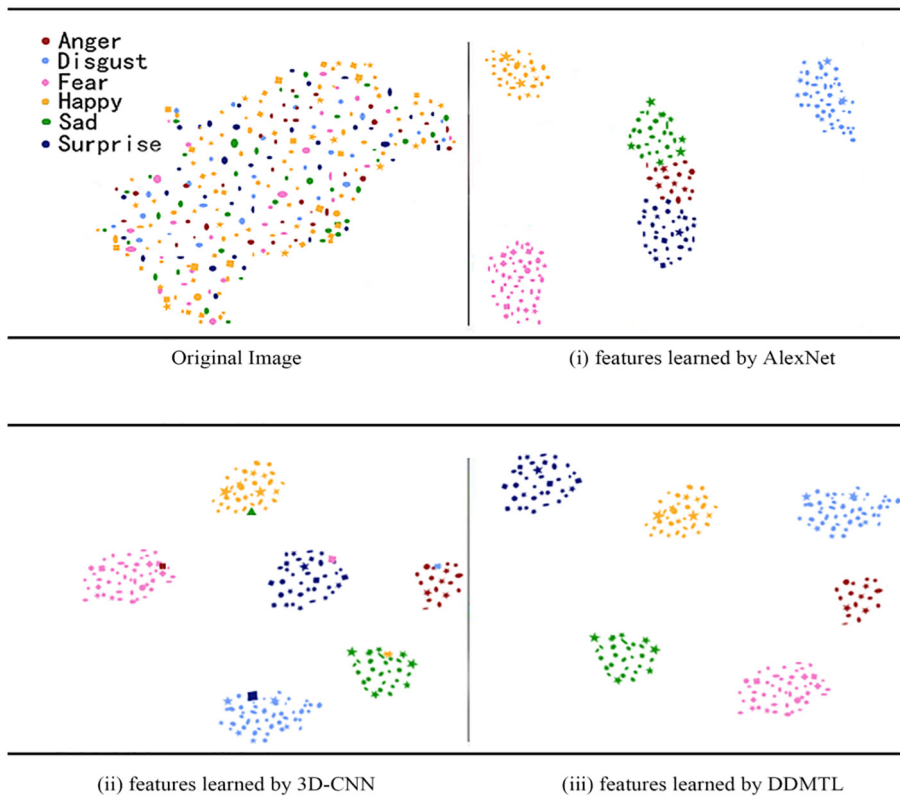 Anger
Disgust
Fear
Happy
Sad
Surprise
Original Image
(i) features learned by AlexNet
(ii) features learned by 3D-CNN
(iii) features learned by DDMTL